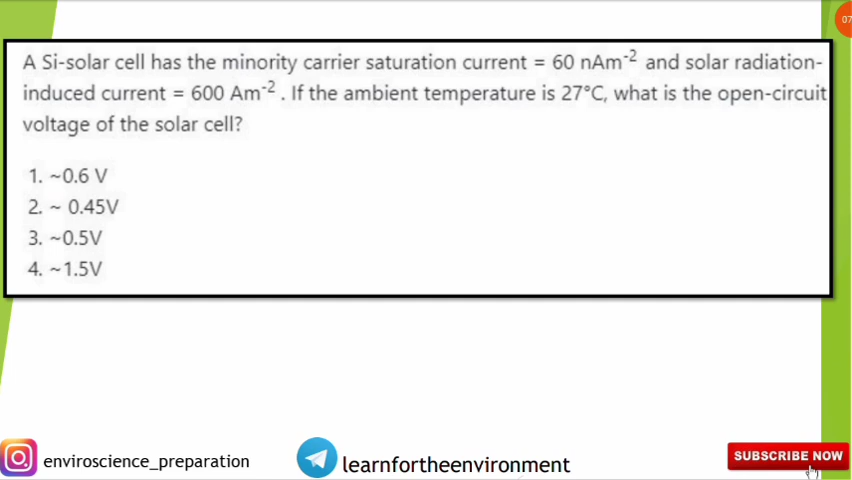 07
A Si-solar cell has the minority carrier saturation current = 60 nAm⁻² and solar radiation-
induced current = 600 Am⁻² . If the ambient temperature is 27°C, what is the open-circuit
voltage of the solar cell?
1. ~0.6 V
2. ~ 0.45V
3. ~0.5V
4. ~1.5V
enviroscience_preparation
learnfortheenvironment
SUBSCRIBE NOW